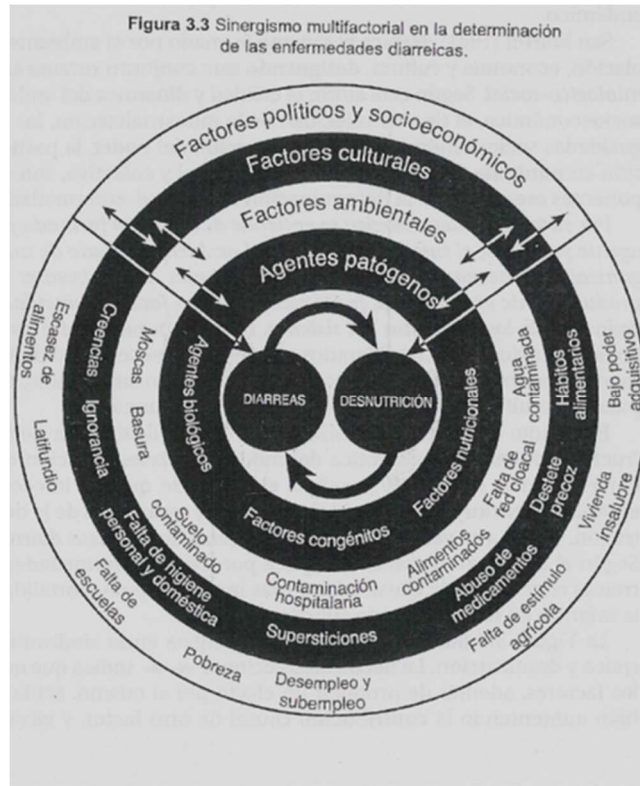 Figura 3.3 Sinergismo multifactorial en la determinación
de las enfermedades diarreicas.
Factores políticos y socioeconómicos
Factores culturales
Factores ambientales
Agentes patógenos
Escasez de
alimentos
Latifundio
Falta de
escuelas
Pobreza
Desempleo y
subempleo
Falta de estímulo
agrícola
Vivienda
insalubre
Bajo poder
adquisitivo
Creencias
Ignorancia
Falta de higiene
personal y doméstica
Supersticiones
Abuso de
medicamentos
Destete
precoz
Hábitos
alimentarios
Moscas
Basura
Suelo
contaminado
Contaminación
hospitalaria
Alimentos
contaminados
Falta de
red cloacal
Agua
contaminada
Agentes biológicos
Factores congénitos
Factores nutricionales
DIARREAS
DESNUTRICIÓN